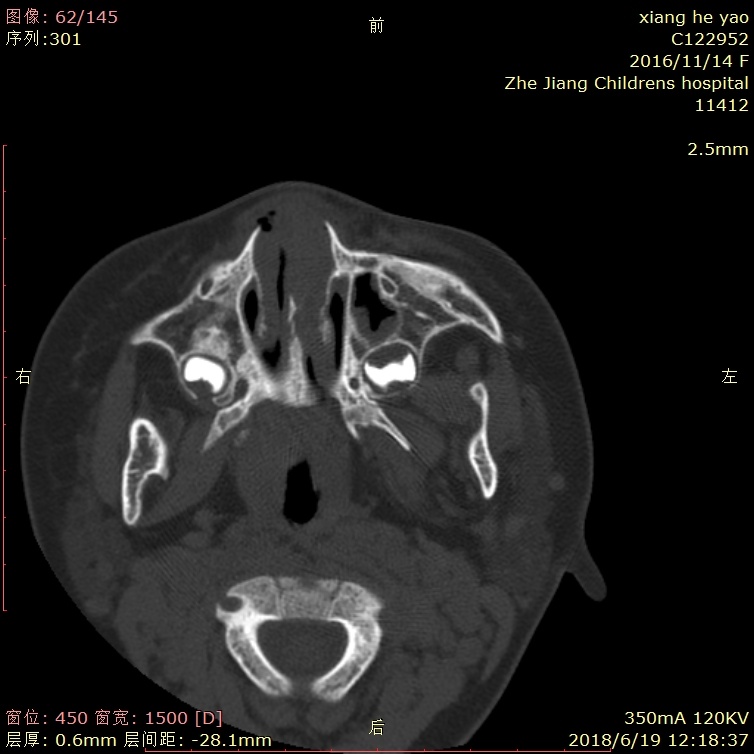 图像: 62/145
序列:301
前
xiang he yao
C122952
2016/11/14 F
Zhe Jiang Childrens hospital
11412
2.5mm
右
左
窗位: 450 窗宽: 1500 [D]
层厚: 0.6mm 层间距: -28.1mm
后
350mA 120KV
2018/6/19 12:18:37